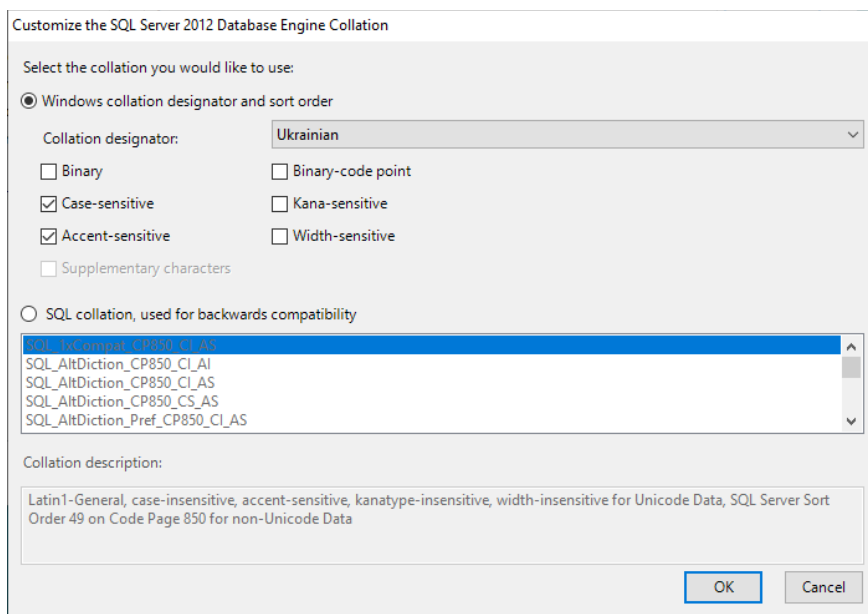 Customize the SQL Server 2012 Database Engine Collation
Select the collation you would like to use:
Windows collation designator and sort order
Collation designator: Ukrainian
Binary Binary-code point
Case-sensitive Kana-sensitive
Accent-sensitive Width-sensitive
Supplementary characters
SQL collation, used for backwards compatibility
SQL_1xCompat_CP850_CI_AS
SQL_AltDiction_CP850_CI_AI
SQL_AltDiction_CP850_CI_AS
SQL_AltDiction_CP850_CS_AS
SQL_AltDiction_Pref_CP850_CI_AS
Collation description:
Latin1-General, case-insensitive, accent-sensitive, kanatype-insensitive, width-insensitive for Unicode Data, SQL Server Sort
Order 49 on Code Page 850 for non-Unicode Data
OK Cancel